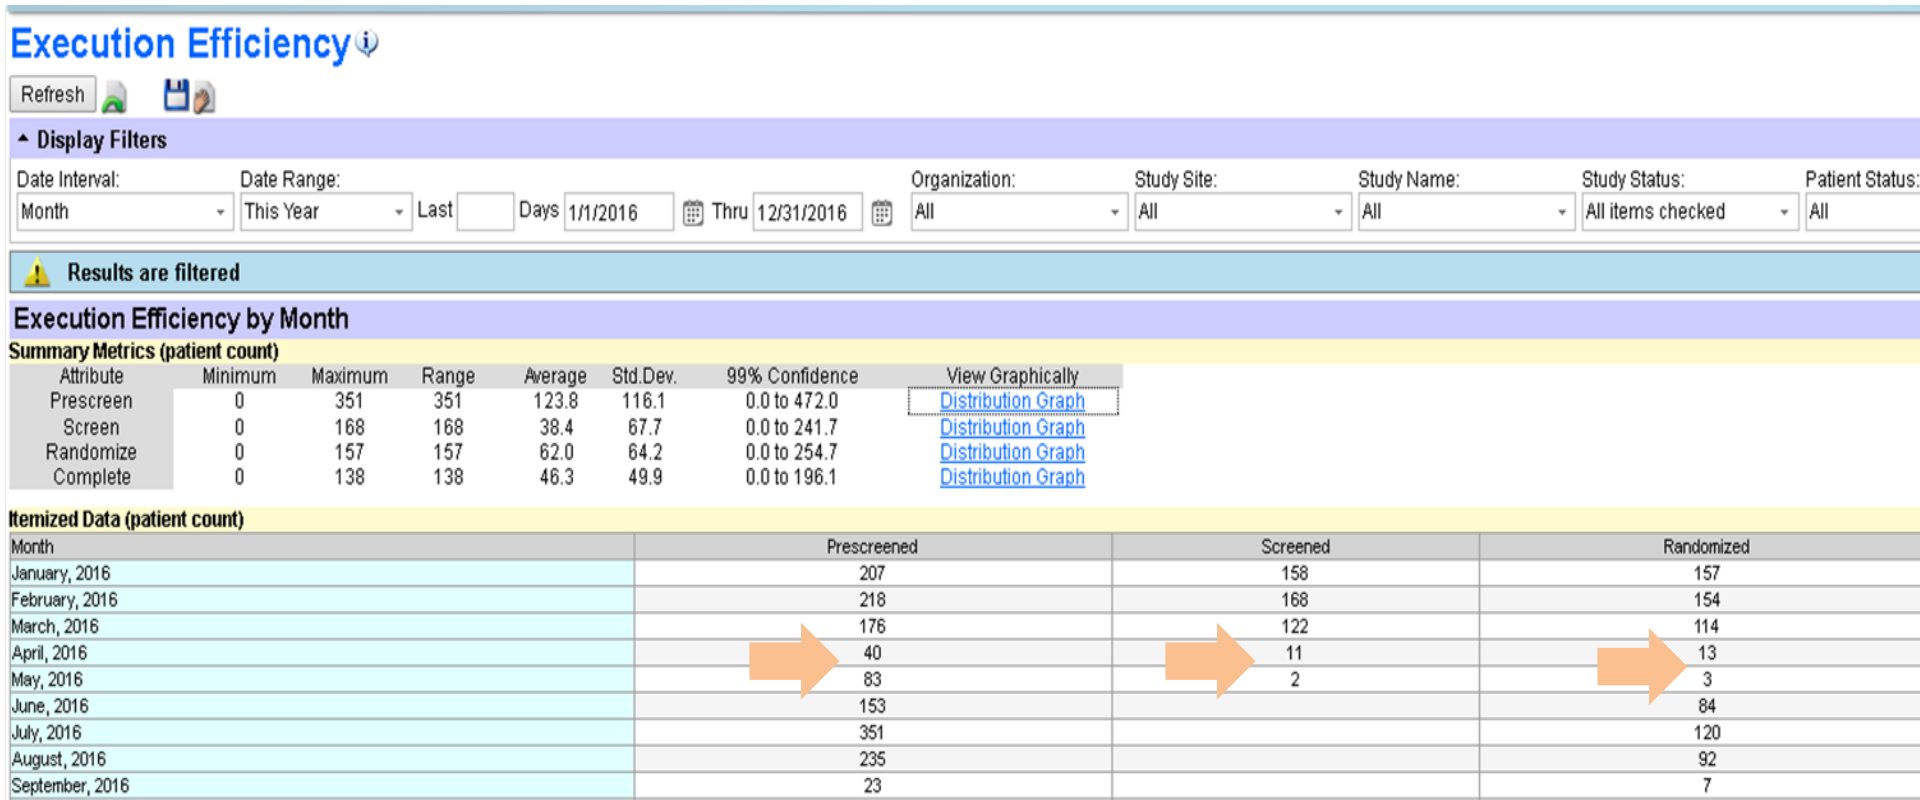 Execution Efficiency
Refresh
Display Filters
Date Interval: Date Range: Organization: Study Site: Study Name: Study Status: Patient Status:
Month This Year Last Days 1/1/2016 Thru 12/31/2016 All All All All items checked All
Results are filtered
Execution Efficiency by Month
Summary Metrics (patient count)
Attribute Minimum Maximum Range Average Std.Dev. 99% Confidence View Graphically
Prescreen 0 351 351 123.8 116.1 0.0 to 472.0 Distribution Graph
Screen 0 168 168 38.4 67.7 0.0 to 241.7 Distribution Graph
Randomize 0 157 157 62.0 64.2 0.0 to 254.7 Distribution Graph
Complete 0 138 138 46.3 49.9 0.0 to 196.1 Distribution Graph
Itemized Data (patient count)
Month Prescreened Screened Randomized
January, 2016 207 158 157
February, 2016 218 168 154
March, 2016 176 122 114
April, 2016 40 11 13
May, 2016 83 2 3
June, 2016 153 84
July, 2016 351 120
August, 2016 235 92
September, 2016 23 7